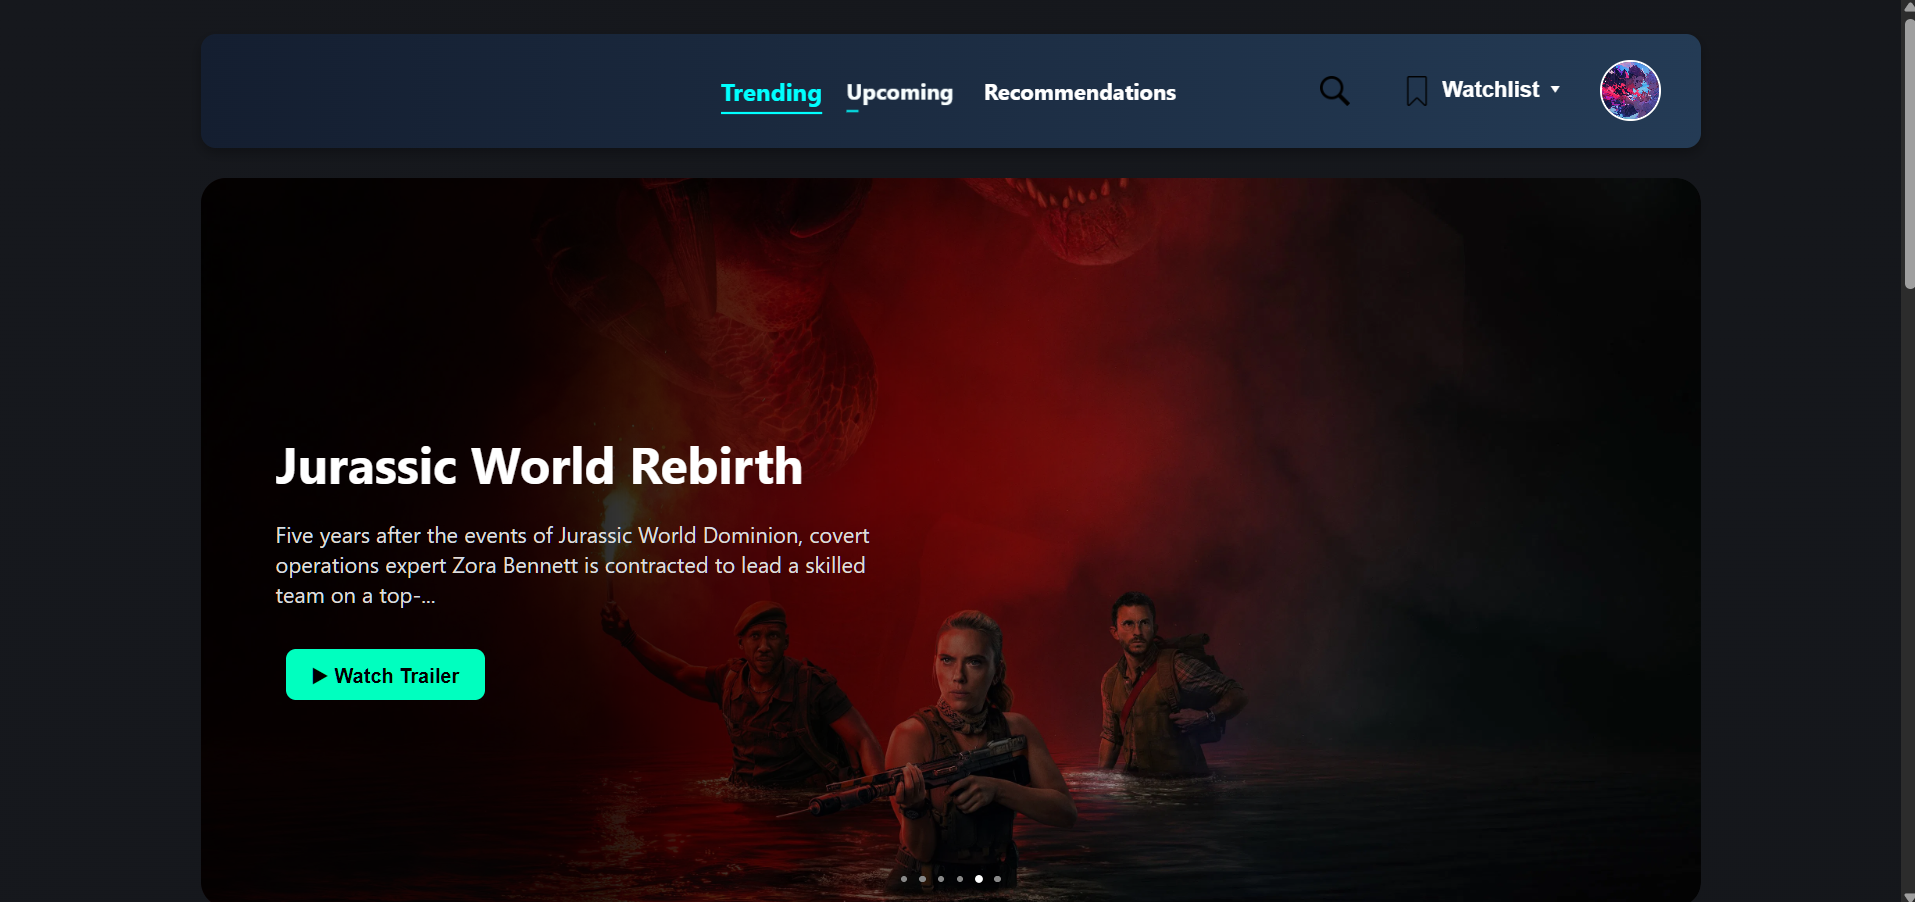 Trending Upcoming Recommendations Watchlist
Jurassic World Rebirth
Five years after the events of Jurassic World Dominion, covert
operations expert Zora Bennett is contracted to lead a skilled
team on a top-...
Watch Trailer